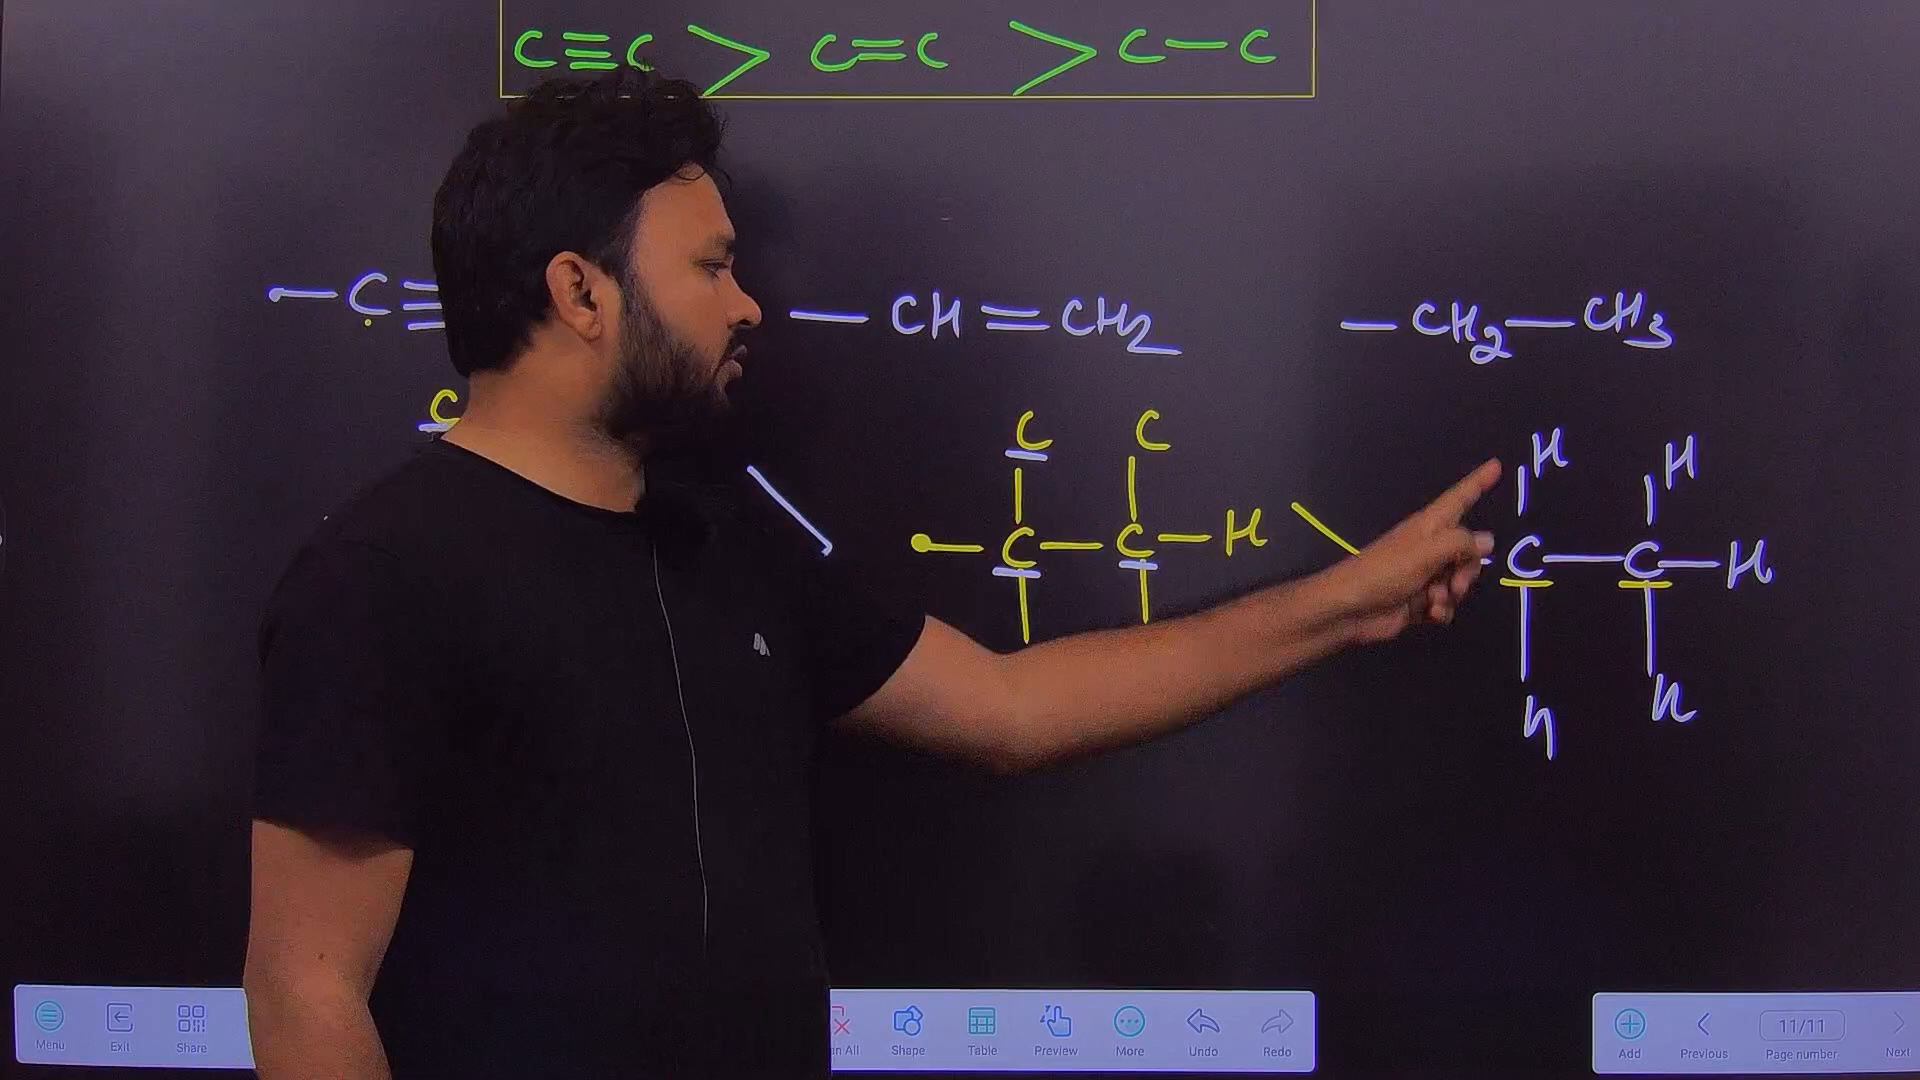 C≡C > C=C > C-C
-C≡
-CH=CH2
-CH2-CH3
C
C C
H H
C-C-H
C-C-H
H H
Menu Exit Share
Shape Table Preview More Undo Redo
Add Previous 11/11 Page number Next